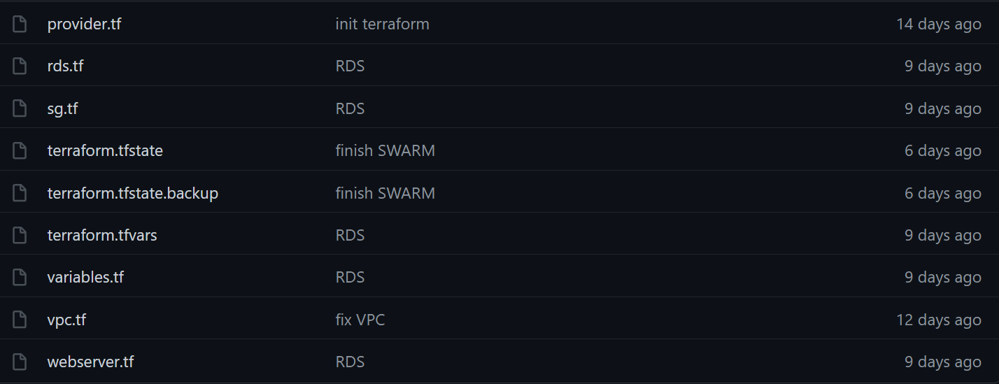 provider.tf init terraform 14 days ago
rds.tf RDS 9 days ago
sg.tf RDS 9 days ago
terraform.tfstate finish SWARM 6 days ago
terraform.tfstate.backup finish SWARM 6 days ago
terraform.tfvars RDS 9 days ago
variables.tf RDS 9 days ago
vpc.tf fix VPC 12 days ago
webserver.tf RDS 9 days ago